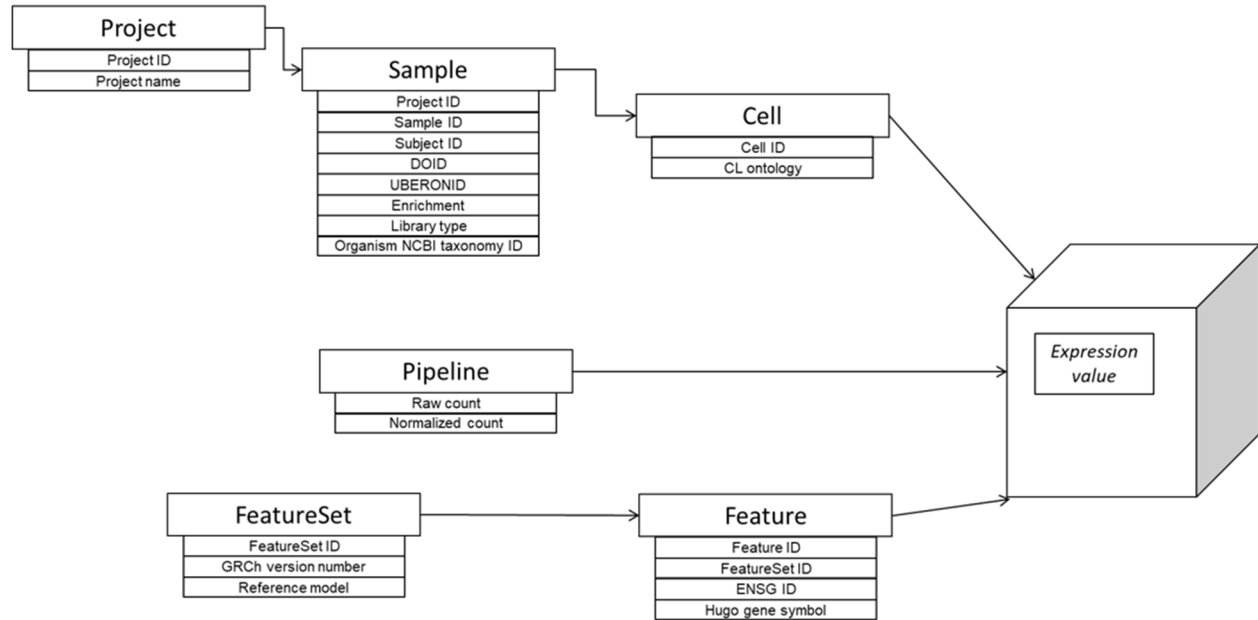 Project
Project ID
Project name
Sample
Project ID
Sample ID
Subject ID
DOID
UBERONID
Enrichment
Library type
Organism NCBI taxonomy ID
Cell
Cell ID
CL ontology
Expression
value
Pipeline
Raw count
Normalized count
FeatureSet
FeatureSet ID
GRCh version number
Reference model
Feature
Feature ID
FeatureSet ID
ENSG ID
Hugo gene symbol